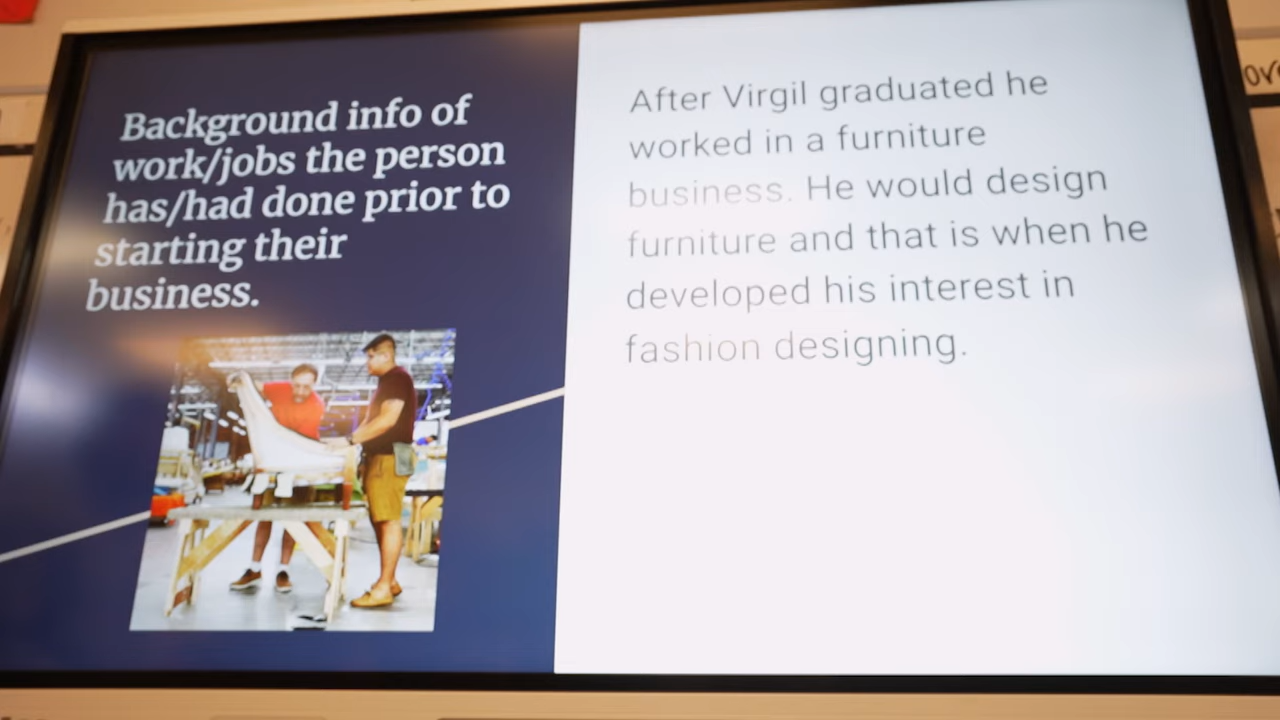 Background info of
work/jobs the person
has/had done prior to
starting their
business.
After Virgil graduated he
worked in a furniture
business. He would design
furniture and that is when he
developed his interest in
fashion designing.